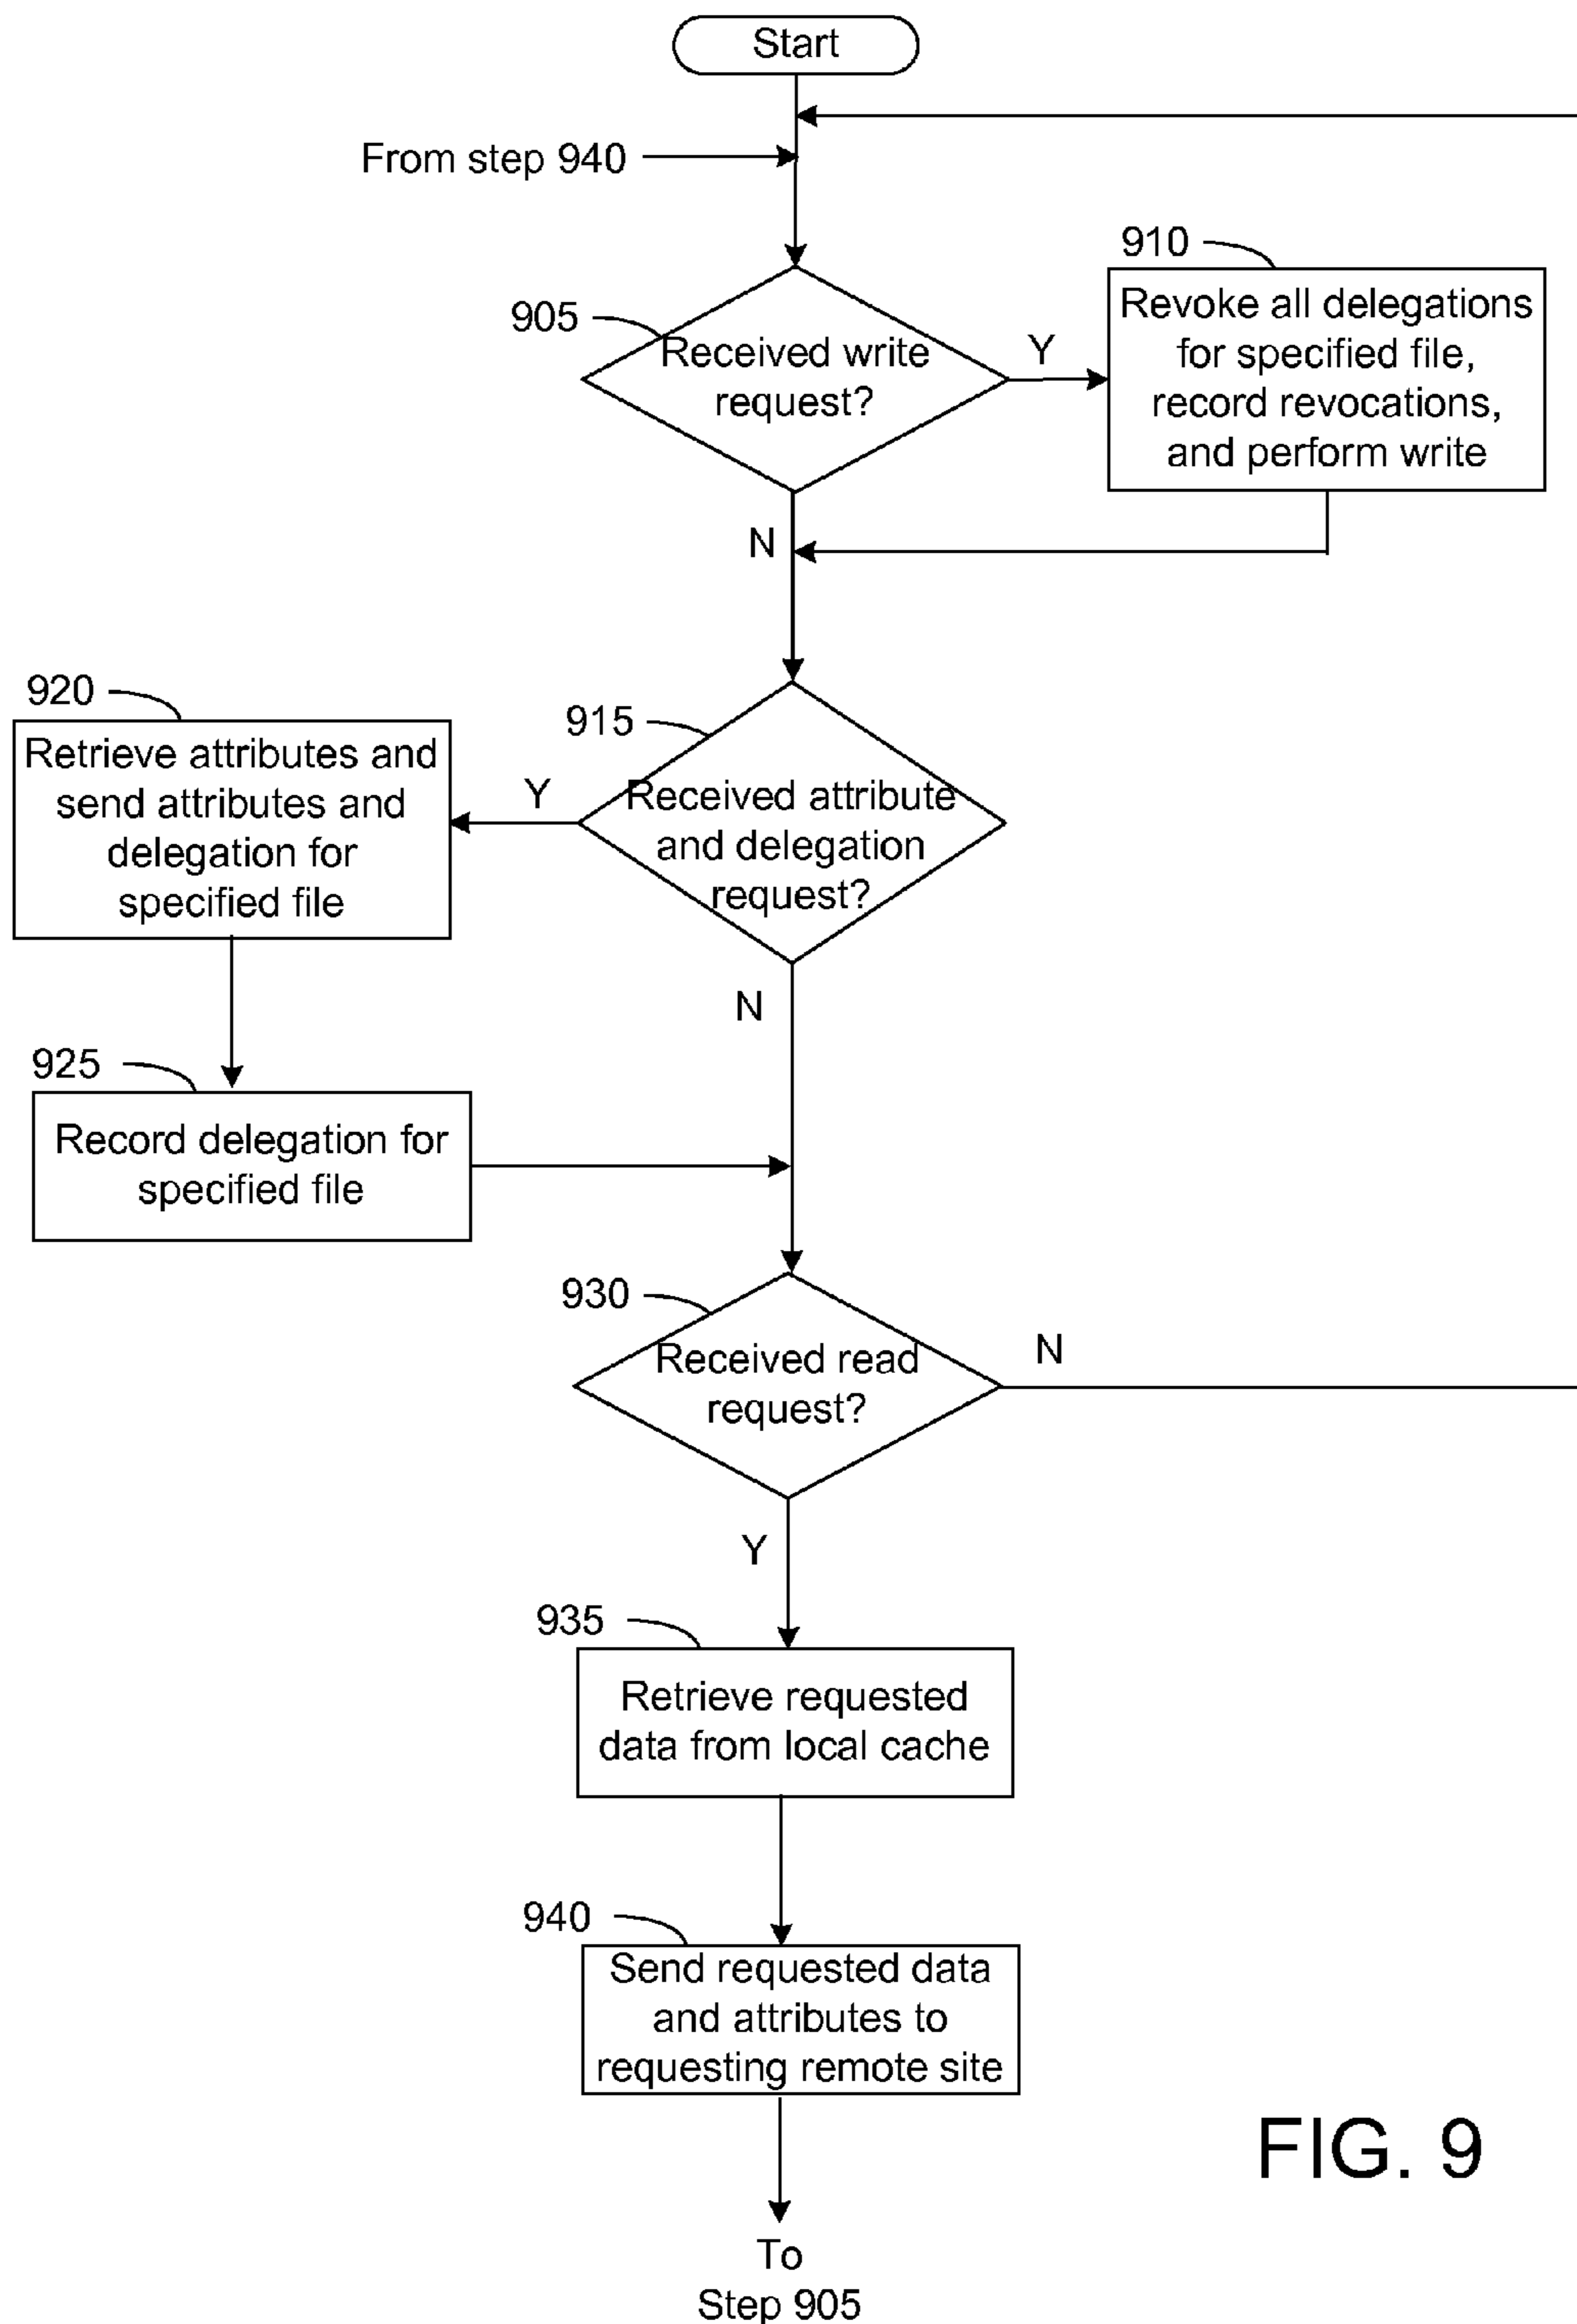 Start
From step 940
910
Revoke all delegations
for specified file,
record revocations,
and perform write
905
Received write
request?
Y
N
920
Retrieve attributes and
send attributes and
delegation for
specified file
915
Received attribute
and delegation
request?
Y
N
925
Record delegation for
specified file
930
Received read
request?
N
Y
935
Retrieve requested
data from local cache
940
Send requested data
and attributes to
requesting remote site
To
Step 905
FIG. 9